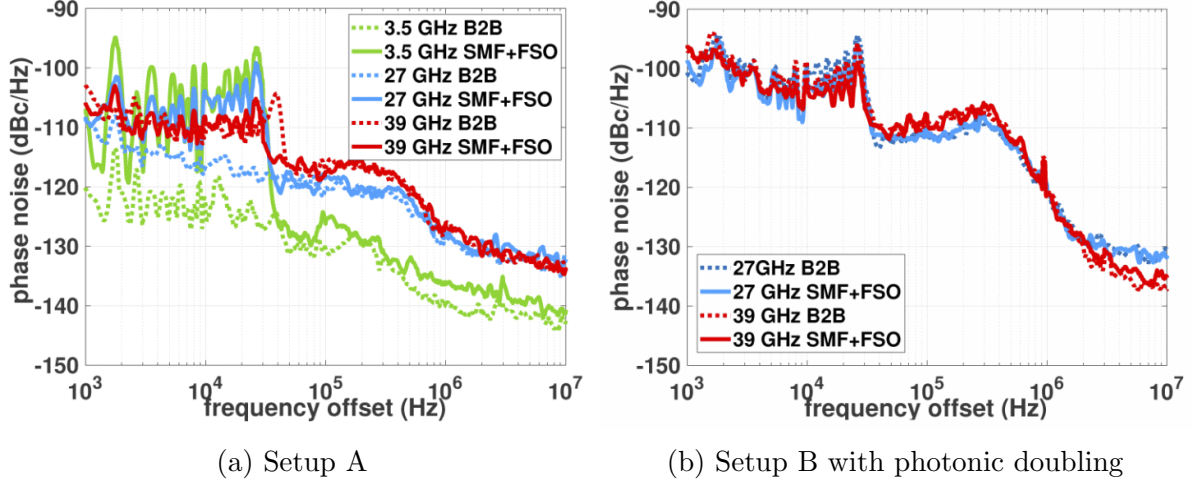 -90
-100
-110
-120
-130
-140
-150
phase noise (dBc/Hz)
3.5 GHz B2B
3.5 GHz SMF+FSO
27 GHz B2B
27 GHz SMF+FSO
39 GHz B2B
39 GHz SMF+FSO
10³ 10⁴ 10⁵ 10⁶ 10⁷
frequency offset (Hz)
(a) Setup A
-90
-100
-110
-120
-130
-140
-150
phase noise (dBc/Hz)
27GHz B2B
27 GHz SMF+FSO
39 GHz B2B
39 GHz SMF+FSO
10³ 10⁴ 10⁵ 10⁶ 10⁷
frequency offset (Hz)
(b) Setup B with photonic doubling